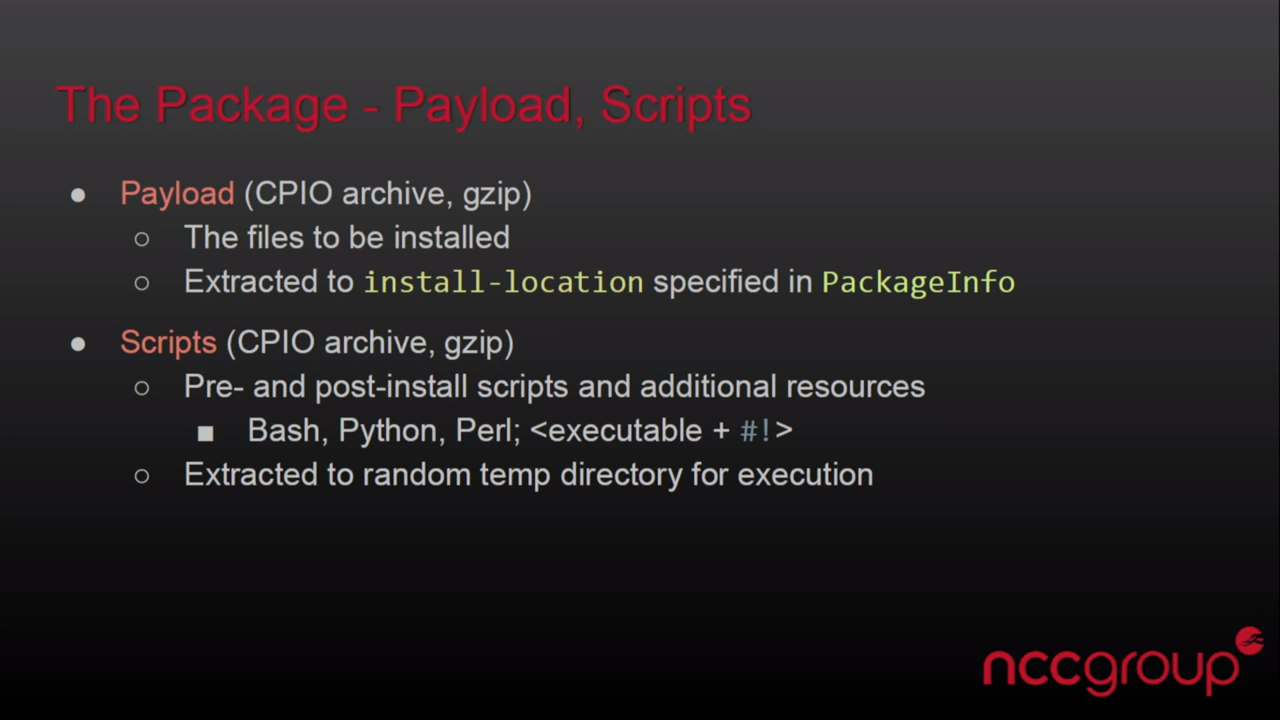 The Package - Payload, Scripts
● Payload (CPIO archive, gzip)
○ The files to be installed
○ Extracted to install-location specified in PackageInfo
● Scripts (CPIO archive, gzip)
○ Pre- and post-install scripts and additional resources
■ Bash, Python, Perl; <executable + #!>
○ Extracted to random temp directory for execution
nccgroup